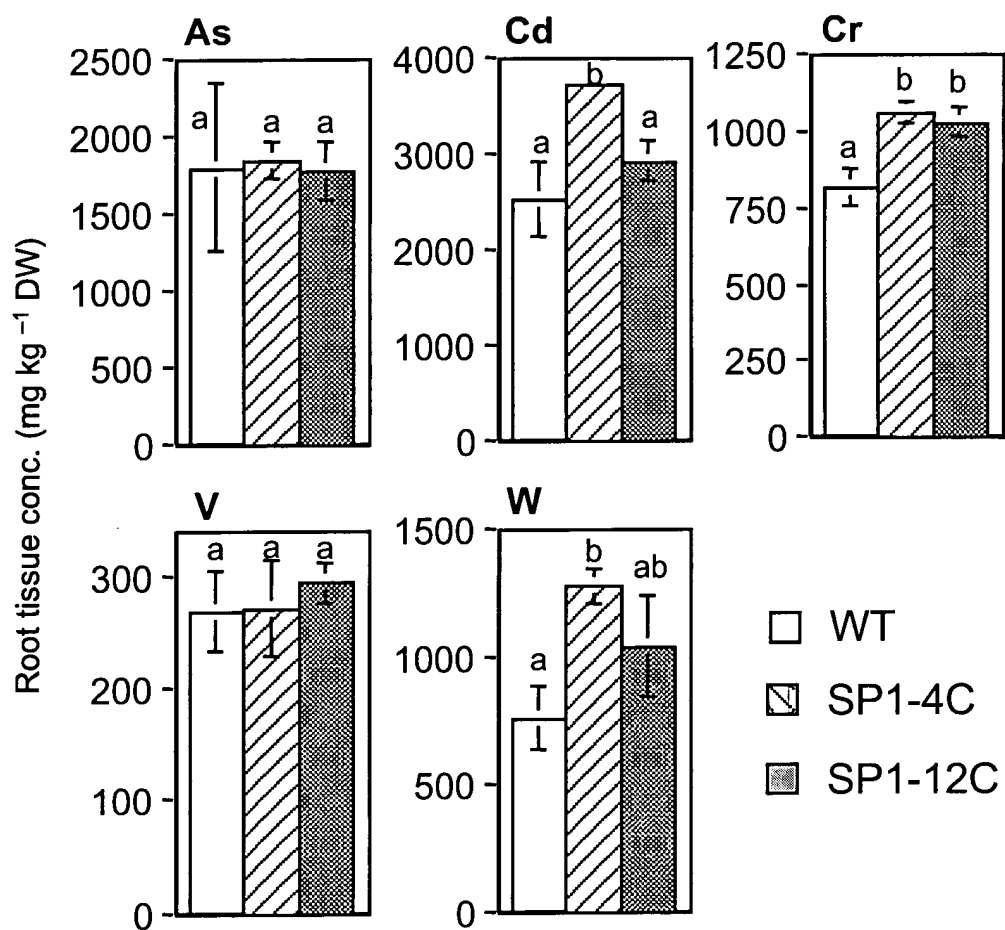 As
2500
2000
1500
1000
500
0
a
a
a
Cd
4000
3000
2000
1000
0
a
b
a
Cr
1250
1000
750
500
250
0
a
b
b
Root tissue conc. (mg kg⁻¹ DW)
V
300
200
100
0
a
a
a
W
1500
1000
500
0
a
b
ab
WT
SP1-4C
SP1-12C